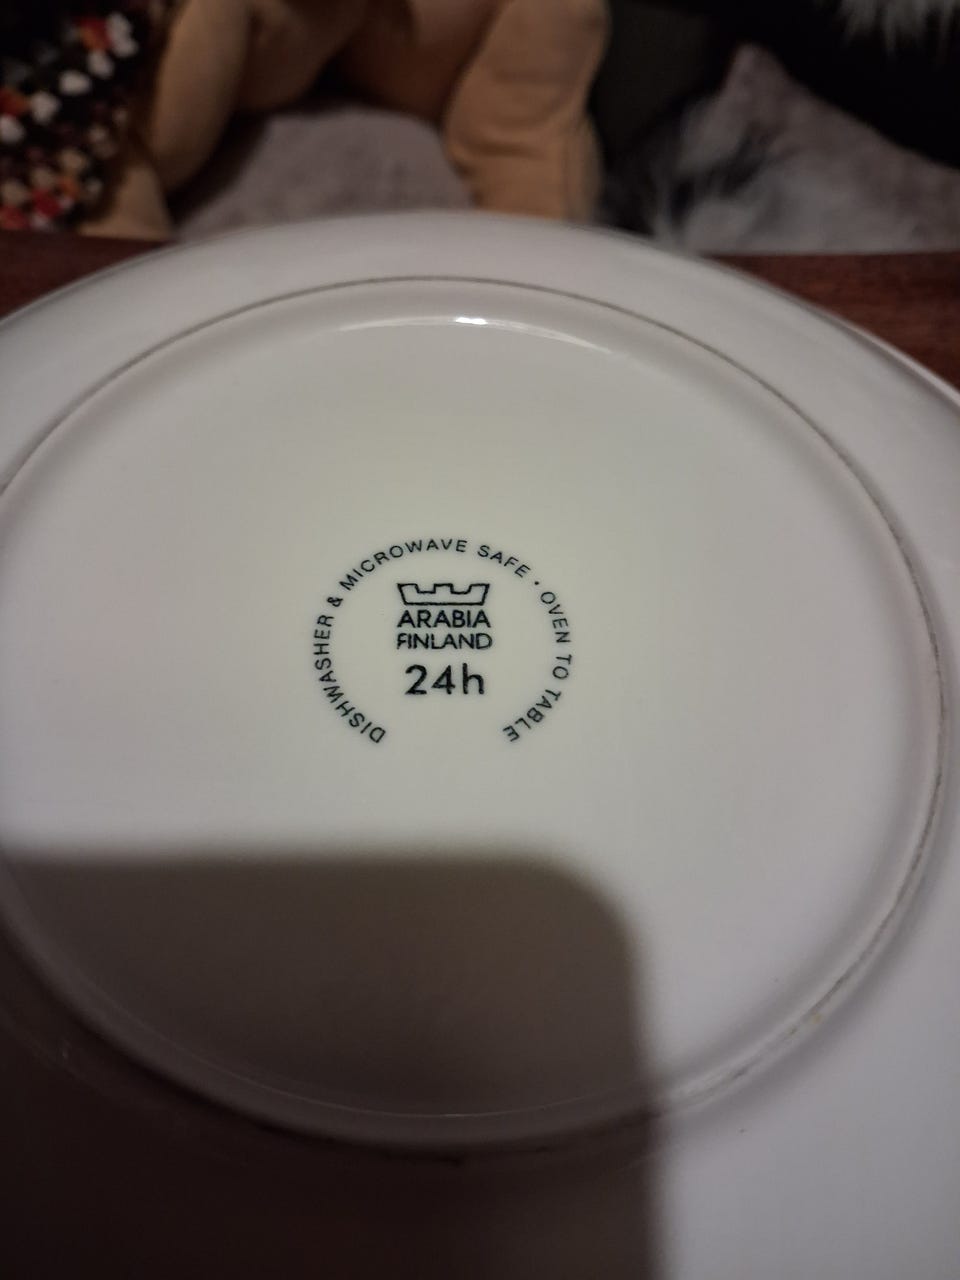 DISHWASHER & MICROWAVE SAFE · OVEN TO TABLE
ARABIA
FINLAND
24h